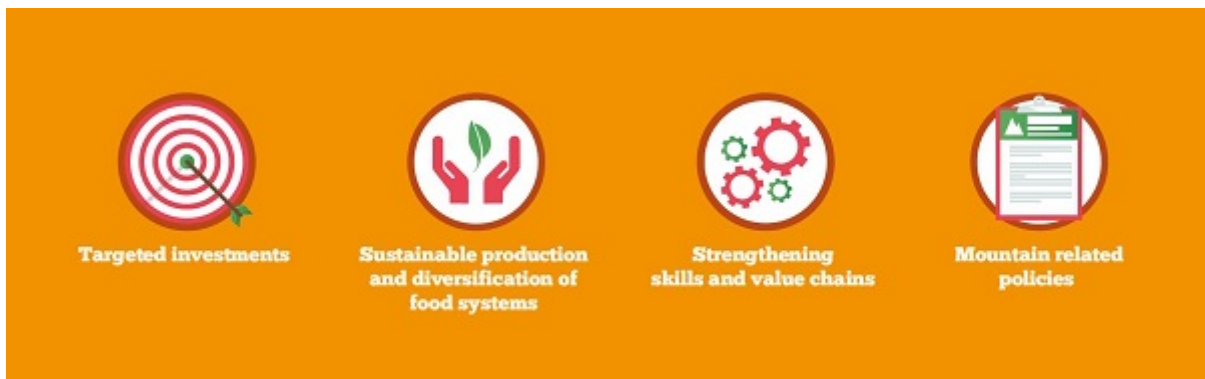 Targeted investments
Sustainable production
and diversification of
food systems
Strengthening
skills and value chains
Mountain related
policies